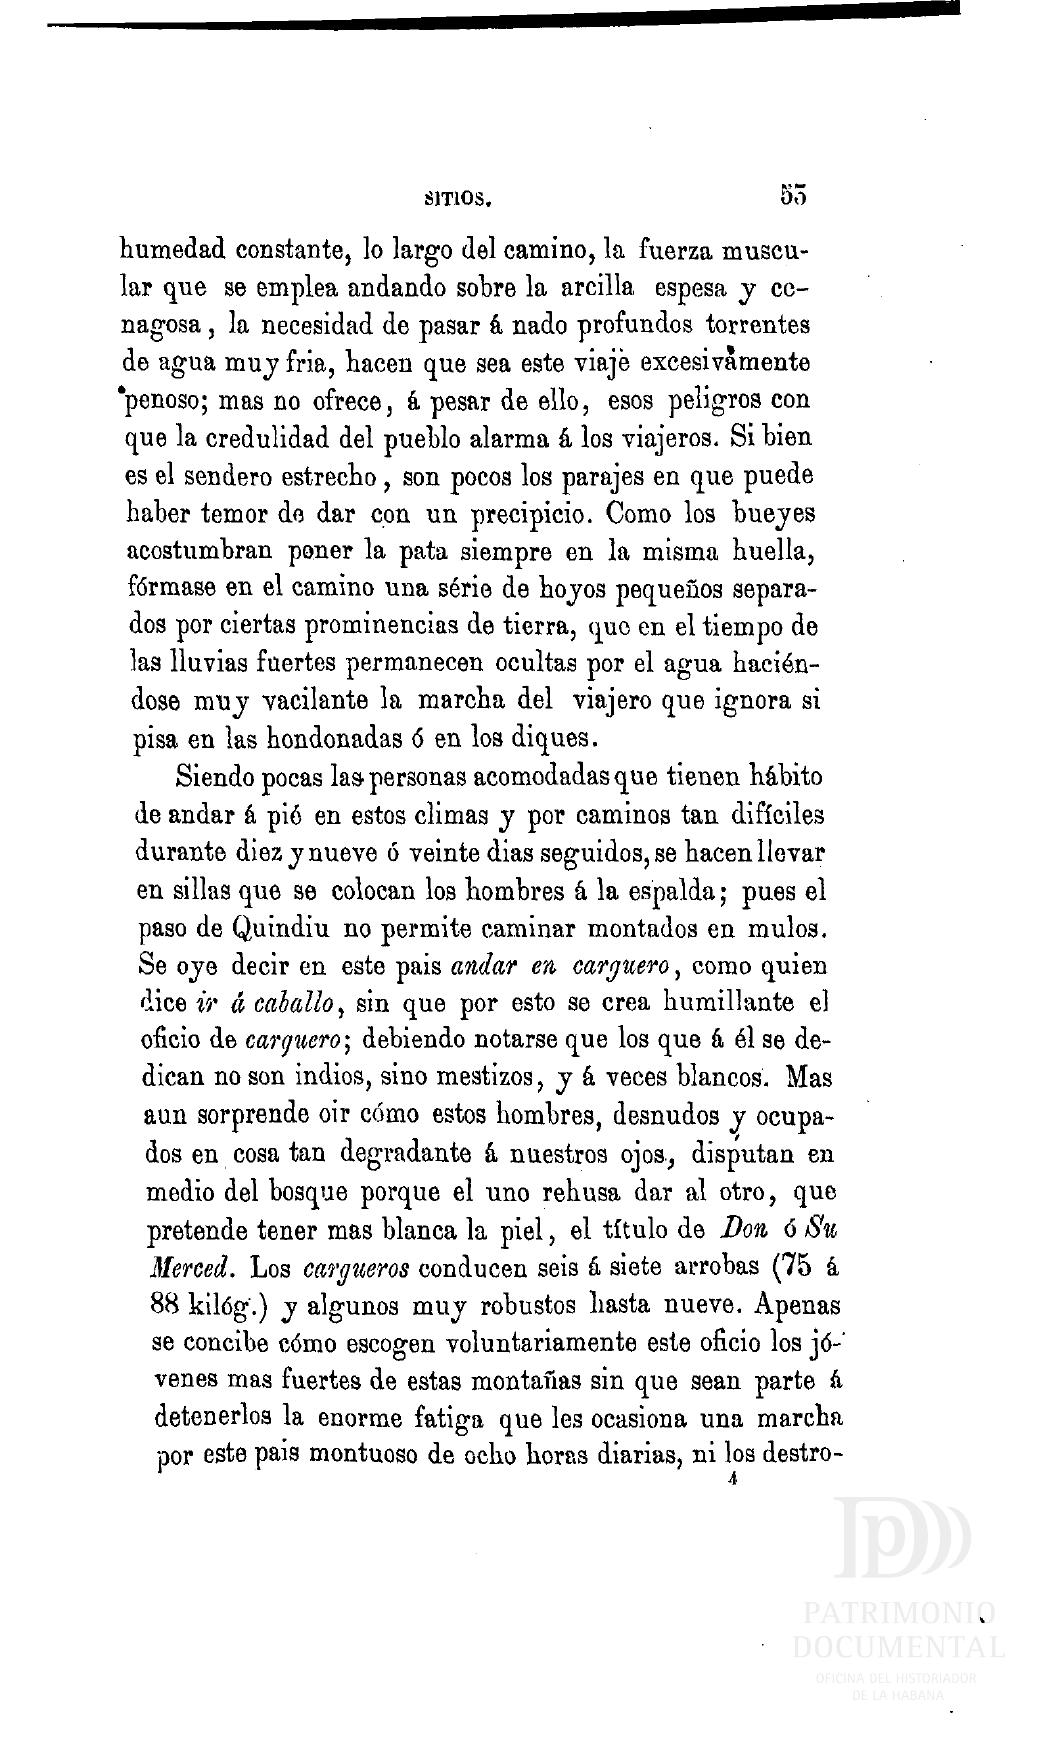 SITIOS. 53
humedad constante, lo largo del camino, la fuerza muscu-
lar que se emplea andando sobre la arcilla espesa y ce-
nagosa, la necesidad de pasar á nado profundos torrentes
de agua muy fria, hacen que sea este viaje excesivamente
penoso; mas no ofrece, á pesar de ello, esos peligros con
que la credulidad del pueblo alarma á los viajeros. Si bien
es el sendero estrecho, son pocos los parajes en que puede
haber temor de dar con un precipicio. Como los bueyes
acostumbran poner la pata siempre en la misma huella,
fórmase en el camino una série de hoyos pequeños separa-
dos por ciertas prominencias de tierra, que en el tiempo de
las lluvias fuertes permanecen ocultas por el agua hacién-
dose muy vacilante la marcha del viajero que ignora si
pisa en las hondonadas ó en los diques.
Siendo pocas las personas acomodadas que tienen hábito
de andar á pié en estos climas y por caminos tan difíciles
durante diez y nueve ó veinte dias seguidos, se hacen llevar
en sillas que se colocan los hombres á la espalda; pues el
paso de Quindiu no permite caminar montados en mulos.
Se oye decir en este pais andar en carguero, como quien
dice ir á caballo, sin que por esto se crea humillante el
oficio de carguero; debiendo notarse que los que á él se de-
dican no son indios, sino mestizos, y á veces blancos. Mas
aun sorprende oir cómo estos hombres, desnudos y ocupa-
dos en cosa tan degradante á nuestros ojos, disputan en
medio del bosque porque el uno rehusa dar al otro, que
pretende tener mas blanca la piel, el título de Don ó Su
Merced. Los cargueros conducen seis á siete arrobas (75 á
88 kilóg.) y algunos muy robustos hasta nueve. Apenas
se concibe cómo escogen voluntariamente este oficio los jó-
venes mas fuertes de estas montañas sin que sean parte á
detenerlos la enorme fatiga que les ocasiona una marcha
por este pais montuoso de ocho horas diarias, ni los destro-
4
PATRIMONIO
DOCUMENTAL
OFICINA DEL HISTORIADOR
DE LA HABANA